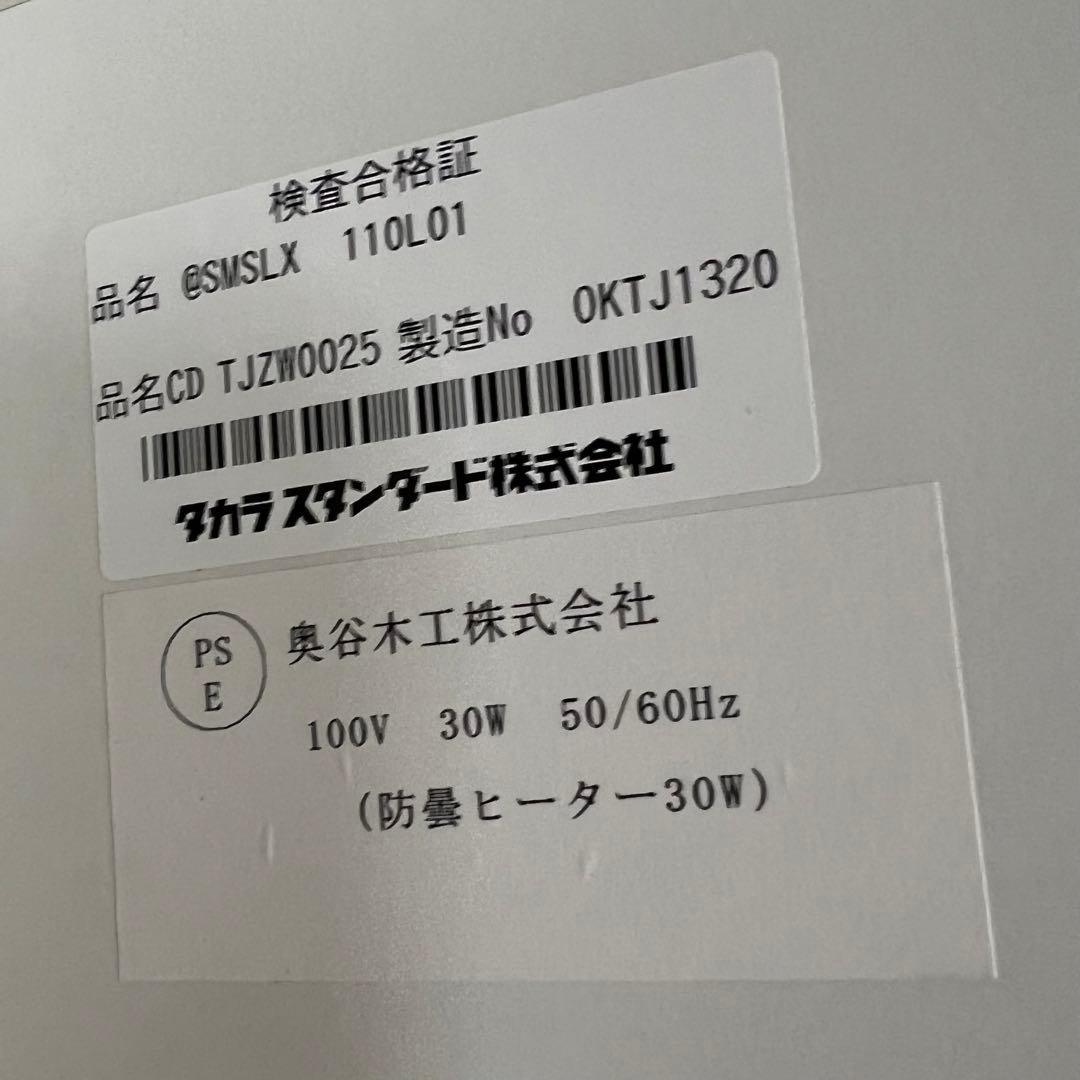 検査合格証
品名 @SMSLX 110L01
品名CD TJZW0025 製造No OKTJ1320
タカラスタンダード株式会社
PS
E
奥谷木工株式会社
100V 30W 50/60Hz
(防曇ヒーター30W)